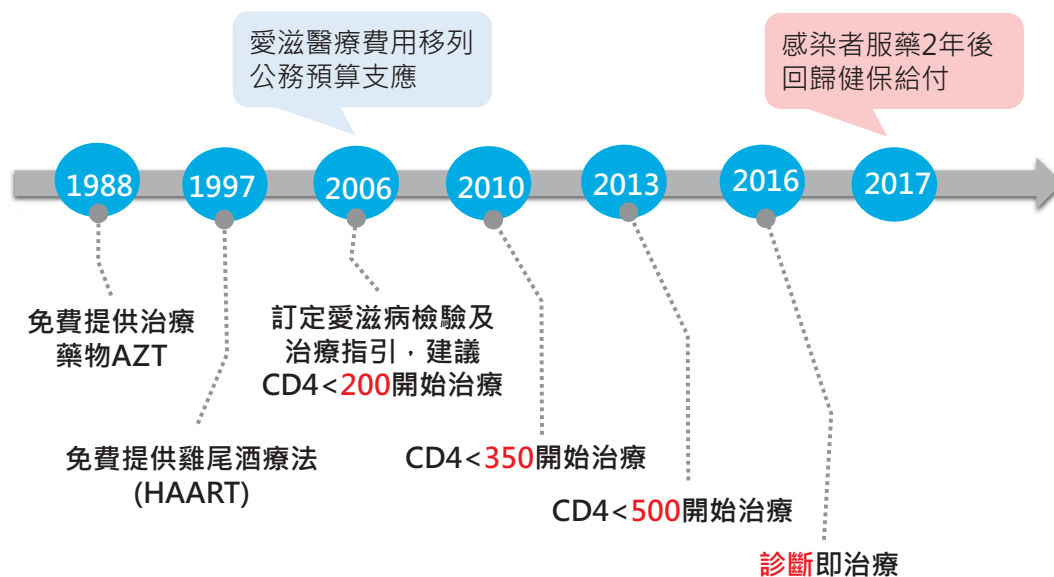 愛滋醫療費用移列
公務預算支應
感染者服藥2年後
回歸健保給付
1988
1997
2006
2010
2013
2016
2017
免費提供治療
藥物AZT
訂定愛滋病檢驗及
治療指引，建議
CD4<200開始治療
免費提供雞尾酒療法
(HAART)
CD4<350開始治療
CD4<500開始治療
診斷即治療